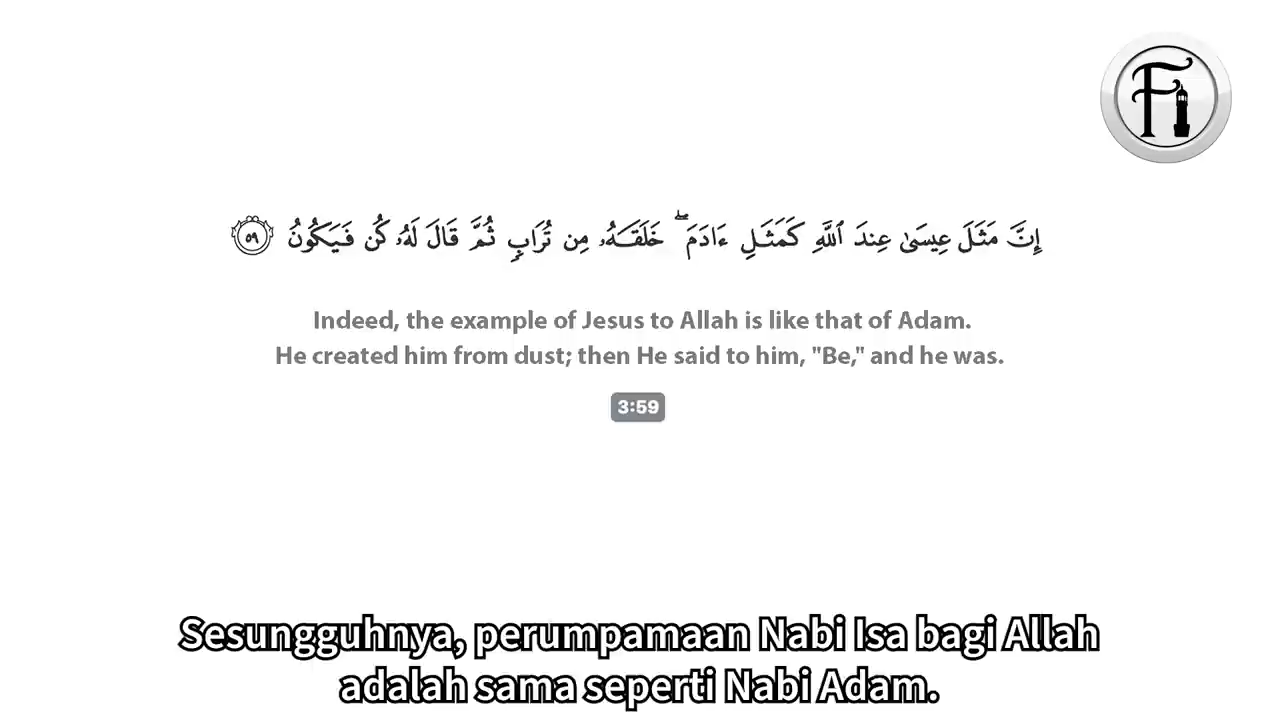 Fi
إِنَّ مَثَلَ عِيسَىٰ عِندَ ٱللَّهِ كَمَثَلِ ءَادَمَ ۖ خَلَقَهُۥ مِن تُرَابٍۢ ثُمَّ قَالَ لَهُۥ كُن فَيَكُونُ ٥٩
Indeed, the example of Jesus to Allah is like that of Adam.
He created him from dust; then He said to him, "Be," and he was.
3:59
Sesungguhnya, perumpamaan Nabi Isa bagi Allah
adalah sama seperti Nabi Adam.